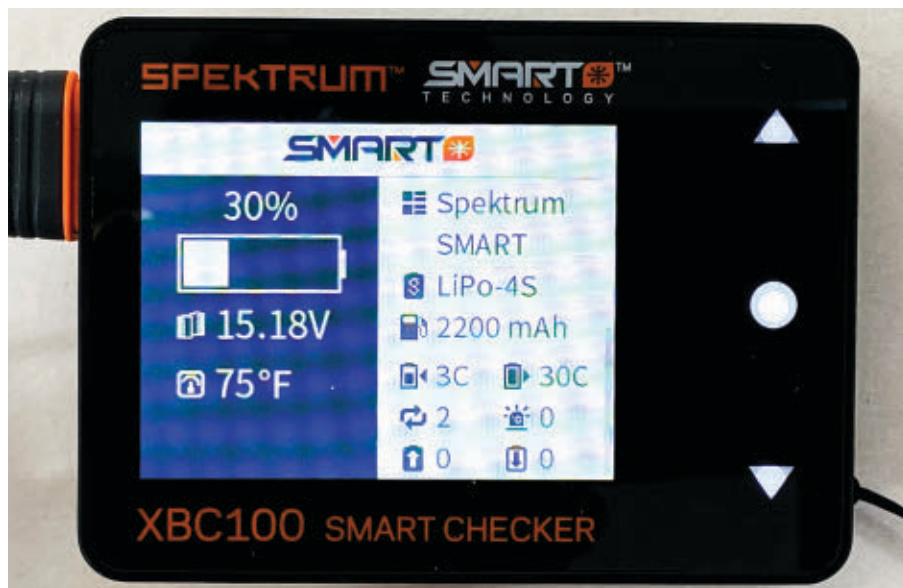 SPEKTRUM™ SMART™
TECHNOLOGY
SMART
30%
15.18V
75°F
Spektrum
SMART
LiPo-4S
2200 mAh
3C 30C
2 0
0 0
XBC100 SMART CHECKER